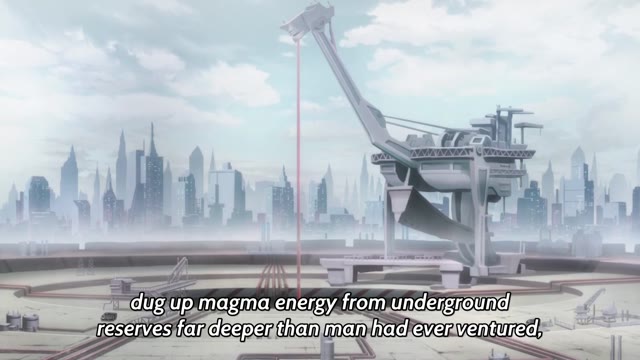 dug up magma energy from underground
reserves far deeper than man had ever ventured,